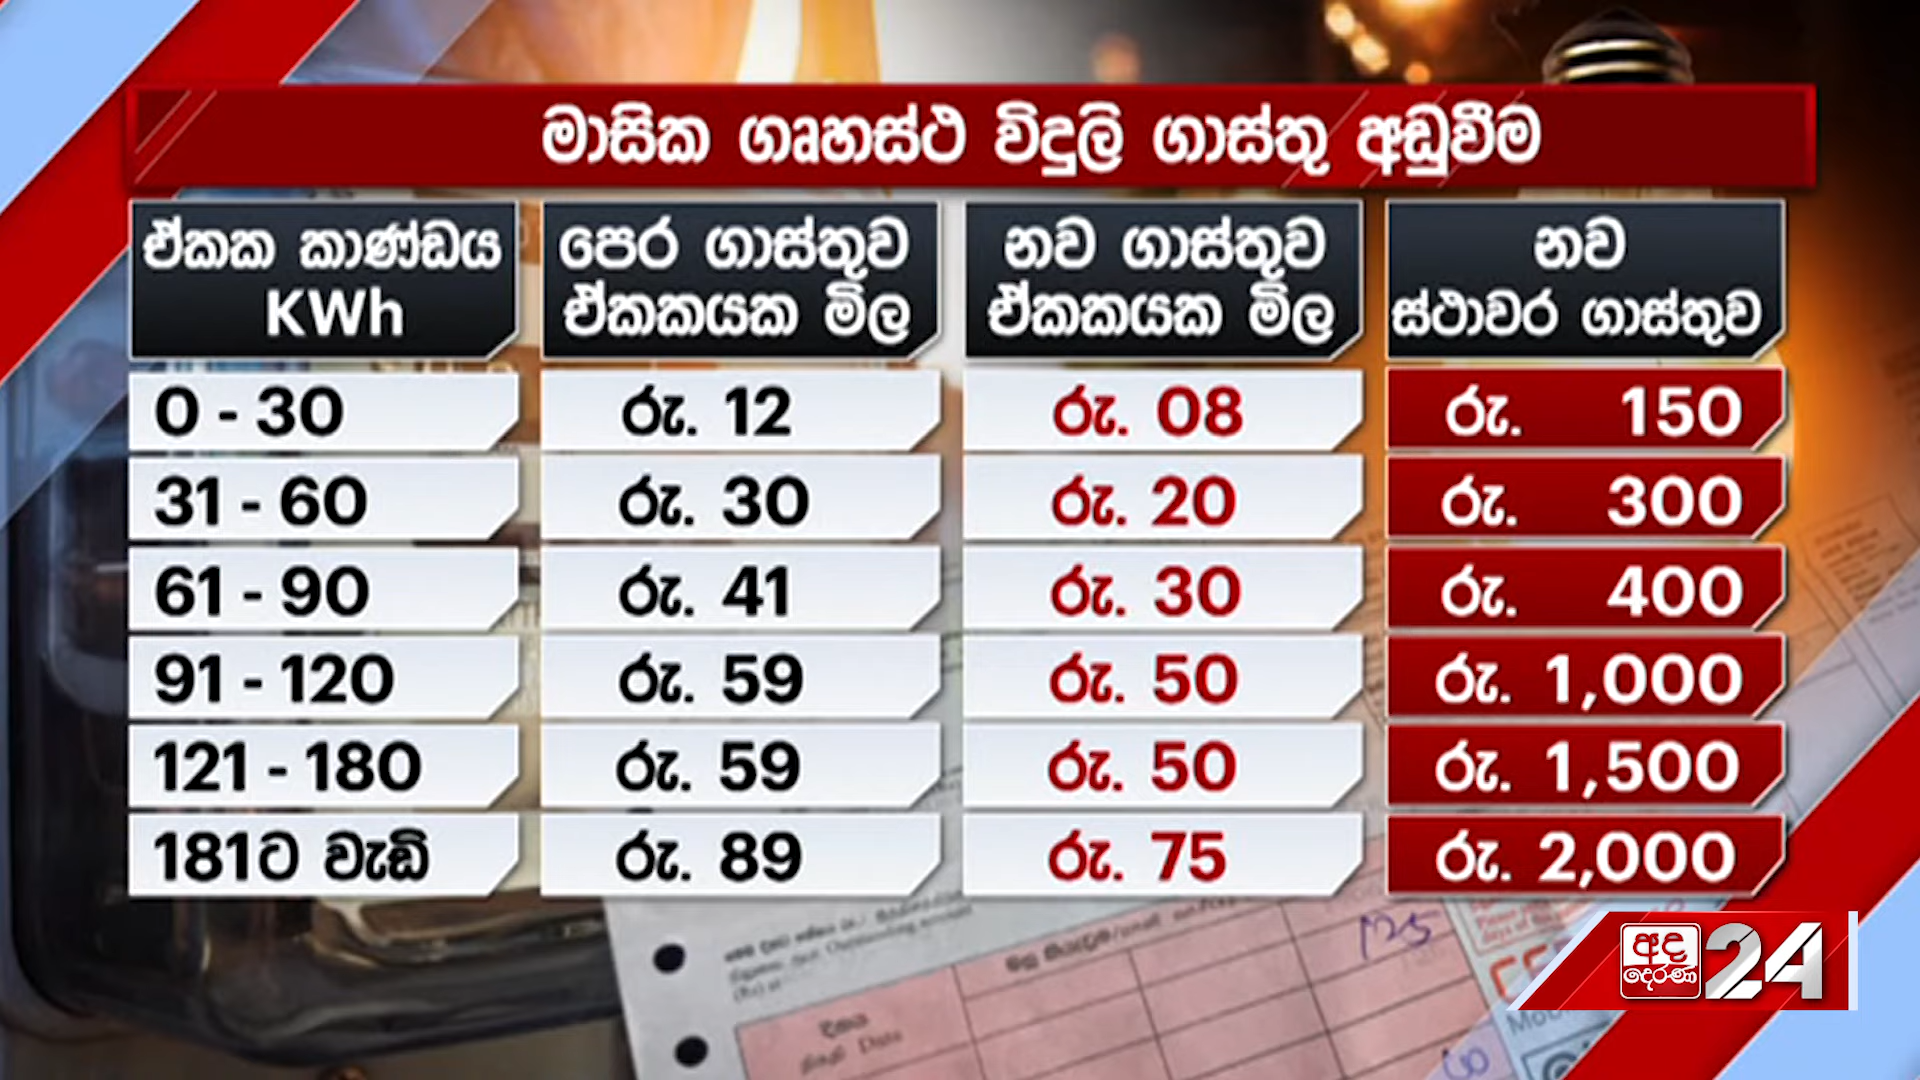 මාසික ගෘහස්ථ විදුලි ගාස්තු අඩුවීම
ඒකක කාණ්ඩය KWh
පෙර ගාස්තුව ඒකකයක මිල
නව ගාස්තුව ඒකකයක මිල
නව ස්ථාවර ගාස්තුව
0 - 30 රු. 12 රු. 08 රු. 150
31 - 60 රු. 30 රු. 20 රු. 300
61 - 90 රු. 41 රු. 30 රු. 400
91 - 120 රු. 59 රු. 50 රු. 1,000
121 - 180 රු. 59 රු. 50 රු. 1,500
181ට වැඩි රු. 89 රු. 75 රු. 2,000
අද දෙරණ 24
දිනය
Date